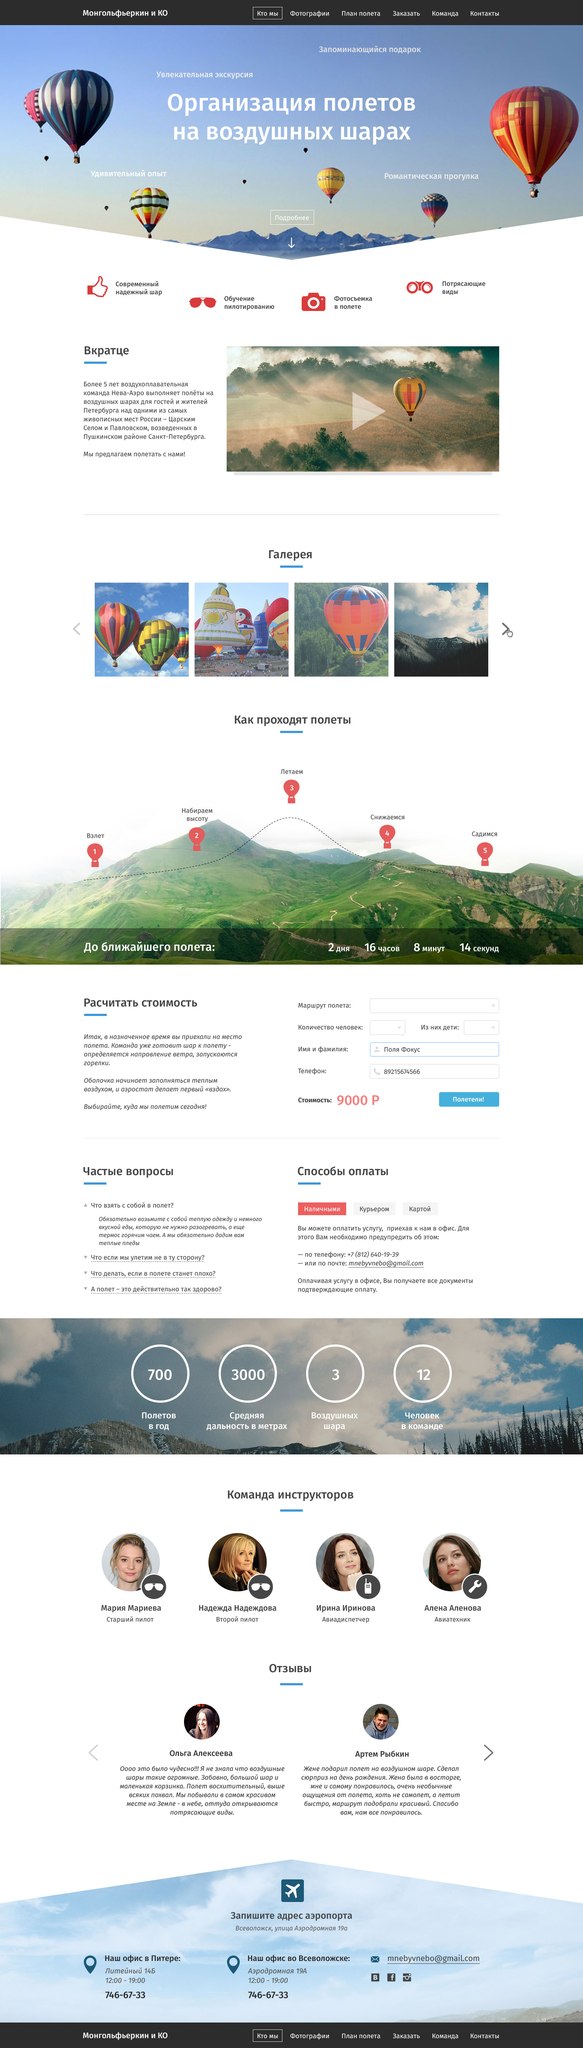 Монгольфьеркин и КО
Кто мы Фотографии План полета Заказать Команда Контакты
Запоминающийся подарок
Увлекательная экскурсия
Организация полетов
на воздушных шарах
Удивительный опыт
Романтическая прогулка
Подробнее
Современный
надежный шар
Обучение
пилотированию
Фотосъемка
в полете
Потрясающие
виды
Вкратце
Более 5 лет воздухоплавательная
команда Нева-Аэро выполняет полёты на
воздушных шарах для гостей и жителей
Петербурга над одними из самых
живописных мест России – Царским
Селом и Павловском, возведенных в
Пушкинском районе Санкт-Петербурга.
Мы предлагаем полетать с нами!
Галерея
Как проходят полеты
Взлет
1
Набираем
высоту
2
Летаем
3
Снижаемся
4
Садимся
5
До ближайшего полета: 2 дня 16 часов 8 минут 14 секунд
Расчитать стоимость
Итак, в назначенное время вы приехали на место
полета. Команда уже готовит шар к полету -
определяется направление ветра, запускаются
горелки.
Оболочка начинает заполняться теплым
воздухом, и аэростат делает первый «вздох».
Выбирайте, куда мы полетим сегодня!
Маршрут полета:
Количество человек: Из них дети:
Имя и фамилия: Поля Фокус
Телефон: 89215674566
Стоимость: 9000 Р Полетели!
Частые вопросы
Что взять с собой в полет?
Обязательно возьмите с собой теплую одежду и немного
вкусной еды, которую не нужно разогревать, а еще
термос горячим чаем. А мы обязательно дадим вам
теплые пледы
Что если мы улетим не в ту сторону?
Что делать, если в полете станет плохо?
А полет – это действительно так здорово?
Способы оплаты
Наличными Курьером Картой
Вы можете оплатить услугу, приехав к нам в офис. Для
этого Вам необходимо предупредить об этом:
— по телефону: +7 (812) 640-19-39
— или по почте: mnebyvnebo@gmail.com
Оплачивая услугу в офисе, Вы получаете все документы
подтверждающие оплату.
700
Полетов
в год
3000
Средняя
дальность в метрах
3
Воздушных
шара
12
Человек
в команде
Команда инструкторов
Мария Мариева
Старший пилот
Надежда Надеждова
Второй пилот
Ирина Иринова
Авиадиспетчер
Алена Аленова
Авиатехник
Отзывы
Ольга Алексеева
Оооо это было чудесно!!! Я не знала что воздушные
шары такие огромные. Забавно, большой шар и
маленькая корзинка. Полет восхитительный, выше
всяких похвал. Мы побывали в самом красивом
месте на Земле - в небе, оттуда открываются
потрясающие виды.
Артем Рыбкин
Жене подарил полет на воздушном шаре. Сделал
сюрприз на день рождения. Жена была в восторге,
мне и самому понравилось, очень необычные
ощущения от полета, хоть не самолет, а летит
быстро, маршрут подобрали красивый. Спасибо
вам, нам все понравилось.
Запишите адрес аэропорта
Всеволожск, улица Аэродромная 19а
Наш офис в Питере:
Литейный 14Б
12:00 - 19:00
746-67-33
Наш офис во Всеволожске:
Аэродромная 19А
12:00 - 19:00
746-67-33
mnebyvnebo@gmail.com
Монгольфьеркин и КО
Кто мы Фотографии План полета Заказать Команда Контакты